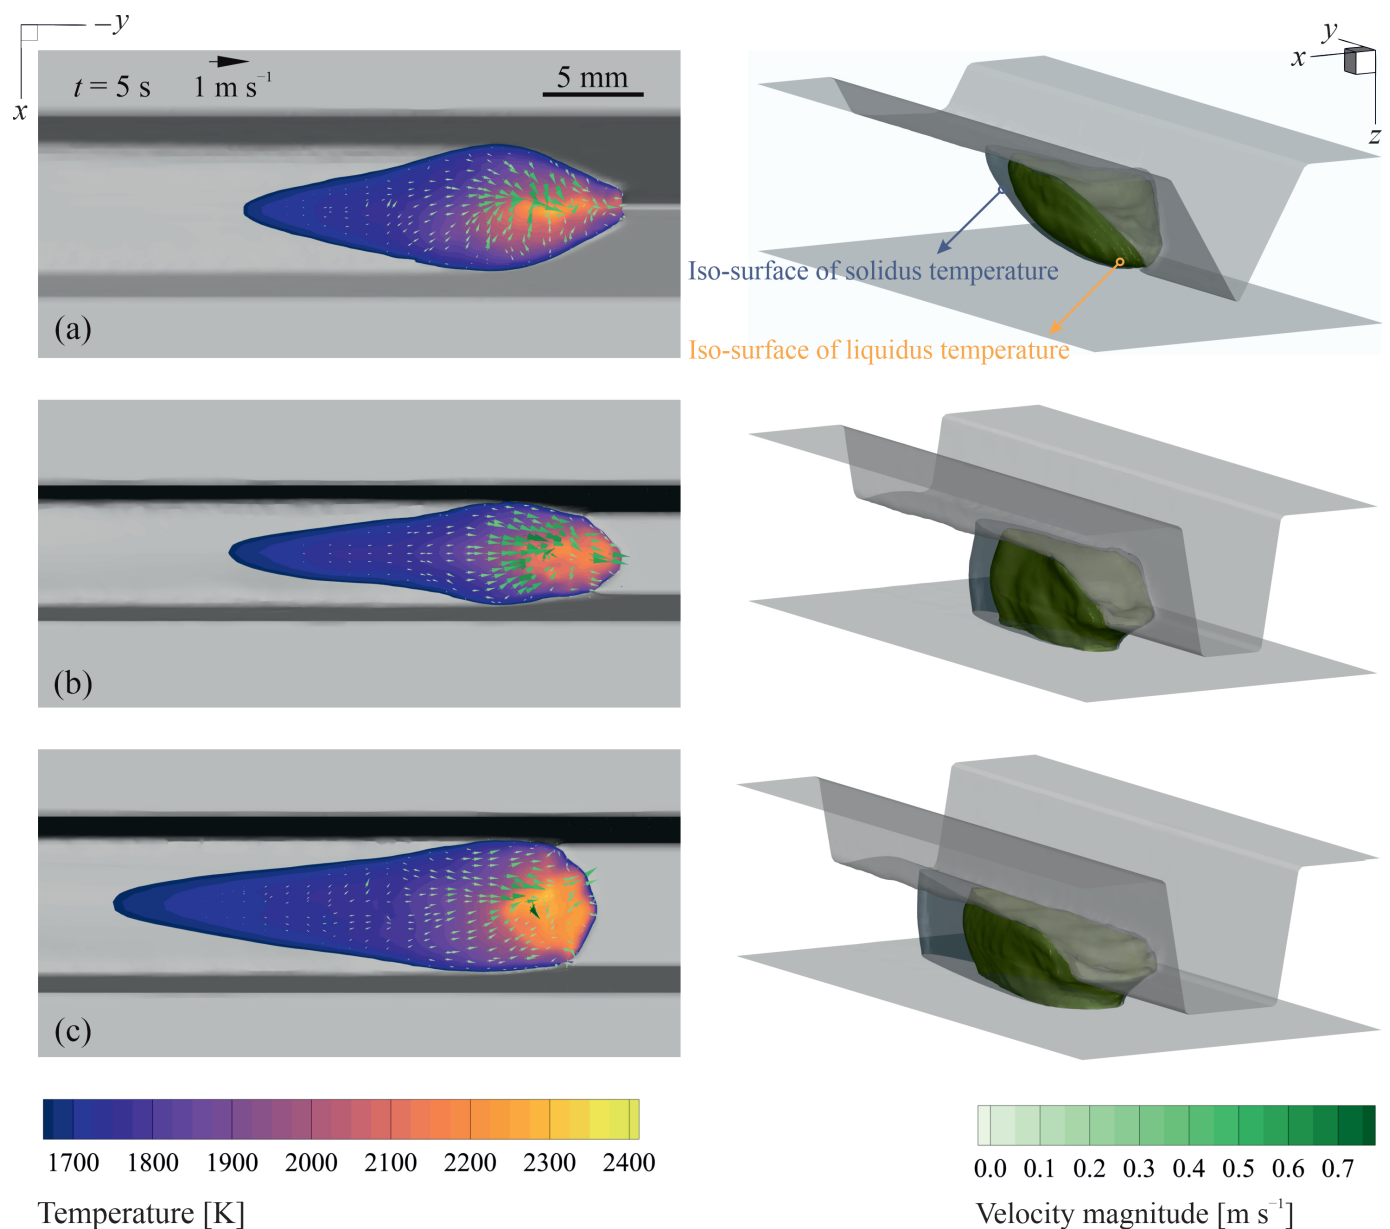 −y
x
t = 5 s
1 m s⁻¹
5 mm
(a)
y
x
z
Iso-surface of solidus temperature
Iso-surface of liquidus temperature
(b)
(c)
1700 1800 1900 2000 2100 2200 2300 2400
Temperature [K]
0.0 0.1 0.2 0.3 0.4 0.5 0.6 0.7
Velocity magnitude [m s⁻¹]